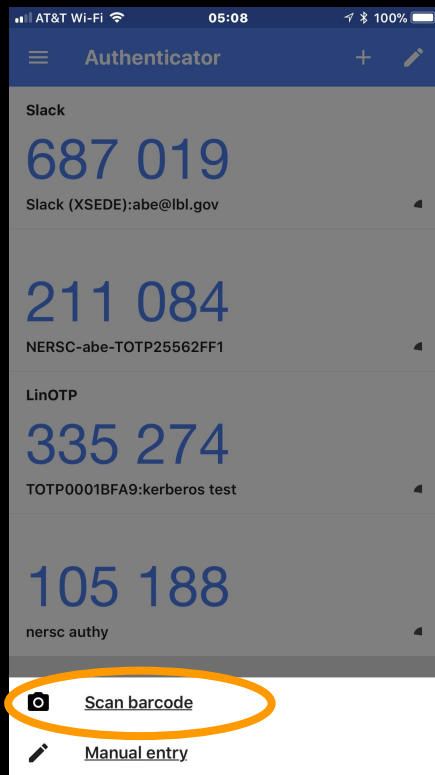 AT&T Wi-Fi 05:08 100%
Authenticator
Slack
687 019
Slack (XSEDE):abe@lbl.gov
211 084
NERSC-abe-TOTP25562FF1
LinOTP
335 274
TOTP0001BFA9:kerberos test
105 188
nersc authy
Scan barcode
Manual entry